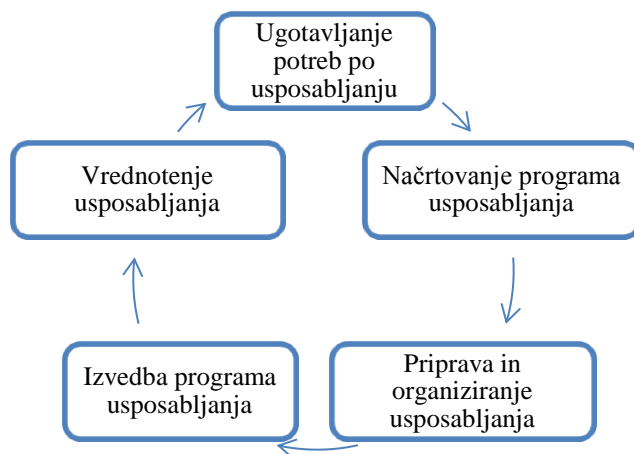 Ugotavljanje
potreb po
usposabljanju
Načrtovanje programa
usposabljanja
Priprava in
organiziranje
usposabljanja
Izvedba programa
usposabljanja
Vrednotenje
usposabljanja